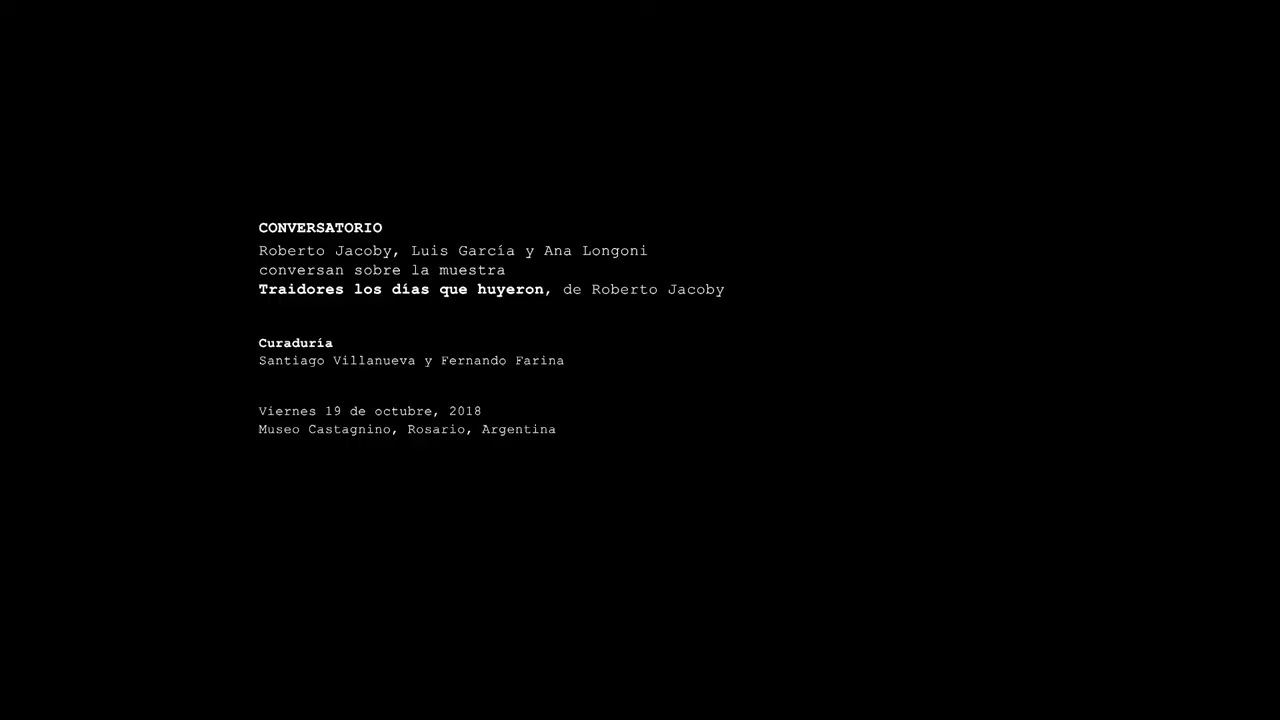 CONVERSATORIO
Roberto Jacoby, Luis García y Ana Longoni
conversan sobre la muestra
Traidores los días que huyeron, de Roberto Jacoby
Curaduría
Santiago Villanueva y Fernando Farina
Viernes 19 de octubre, 2018
Museo Castagnino, Rosario, Argentina